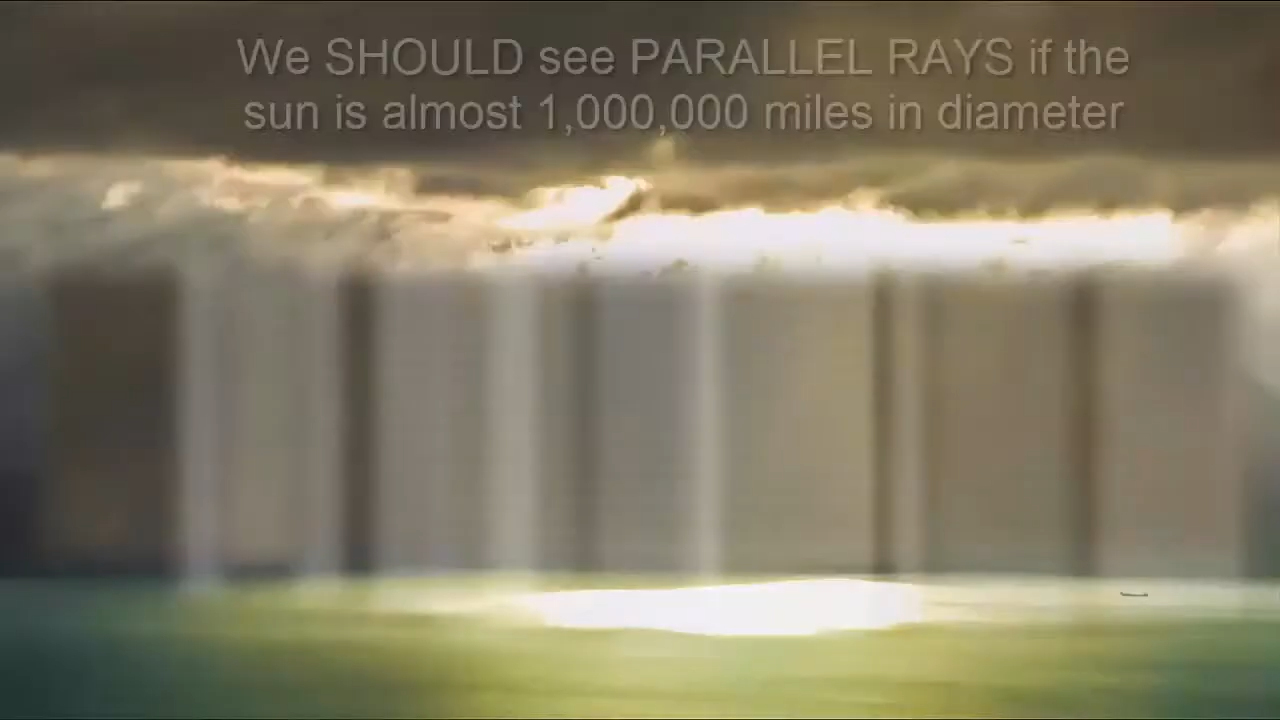 We SHOULD see PARALLEL RAYS if the
sun is almost 1,000,000 miles in diameter